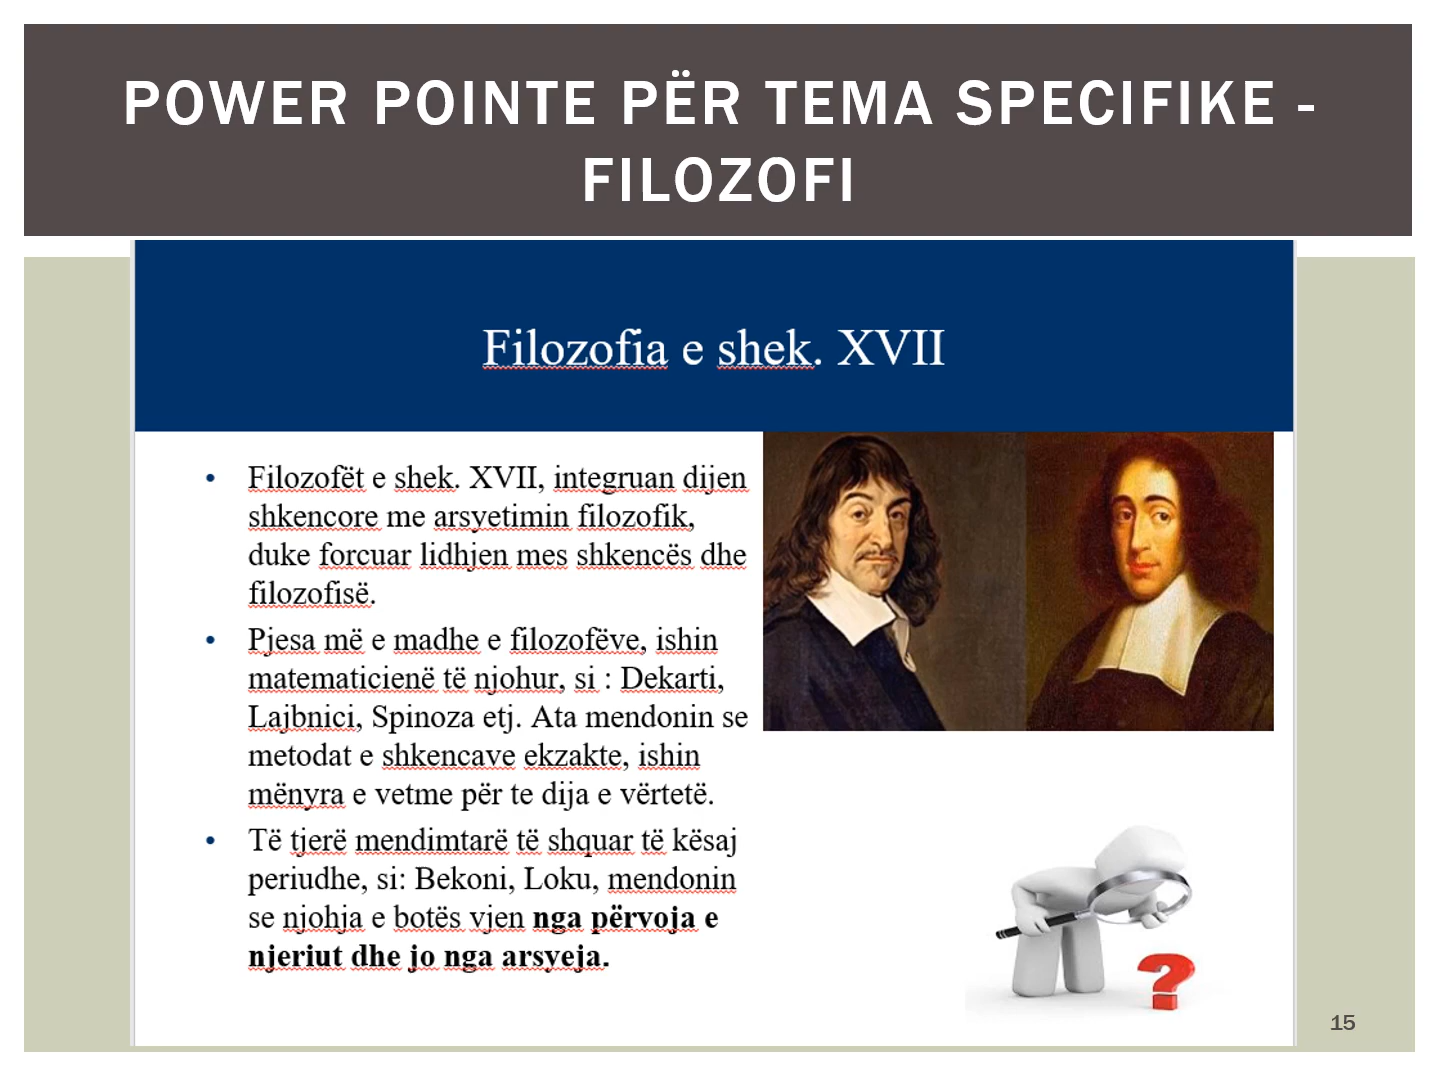 POWER POINTE PËR TEMA SPECIFIKE -
FILOZOFI
Filozofia e shek. XVII
• Filozofët e shek. XVII, integruan dijen
shkencore me arsyetimin filozofik,
duke forcuar lidhjen mes shkencës dhe
filozofisë.
• Pjesa më e madhe e filozofëve, ishin
matematicienë të njohur, si : Dekarti,
Lajbnici, Spinoza etj. Ata mendonin se
metodat e shkencave ekzakte, ishin
mënyra e vetme për te dija e vërtetë.
• Të tjerë mendimtarë të shquar të kësaj
periudhe, si: Bekoni, Loku, mendonin
se njohja e botës vjen nga përvoja e
njeriut dhe jo nga arsyeja.
?
15